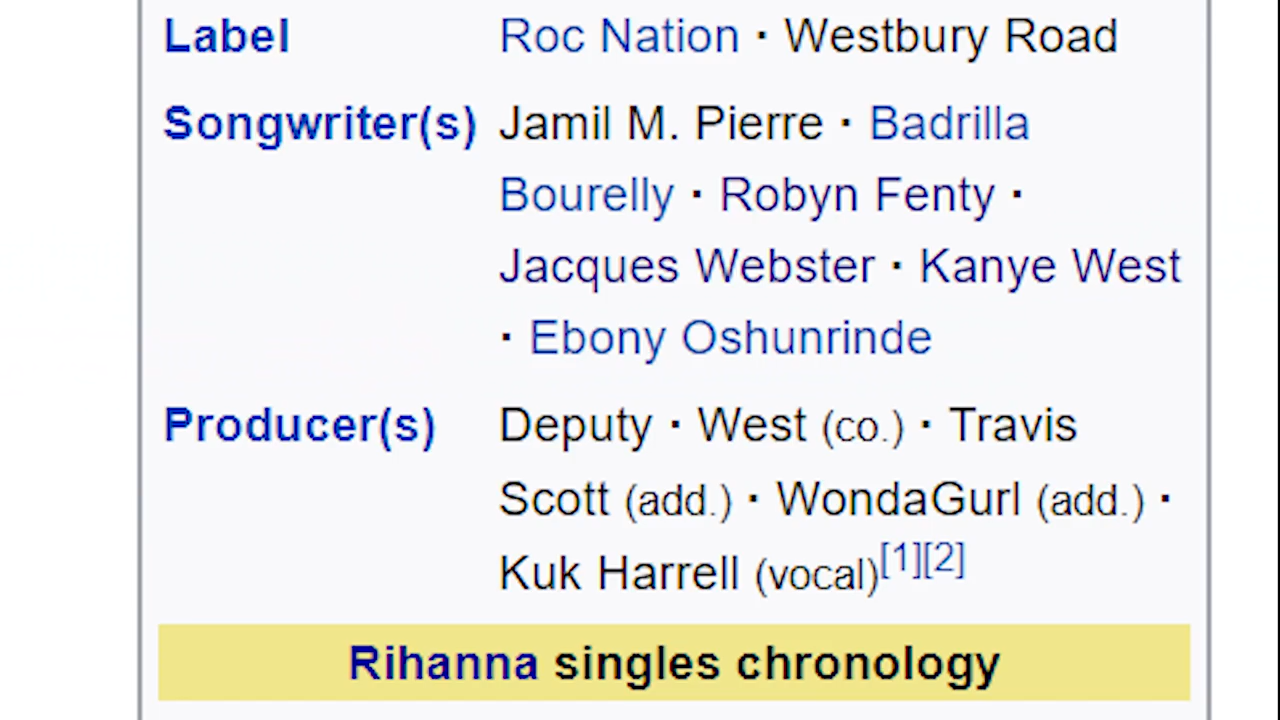 Label Roc Nation · Westbury Road
Songwriter(s) Jamil M. Pierre · Badrilla
Bourelly · Robyn Fenty ·
Jacques Webster · Kanye West
· Ebony Oshunrinde
Producer(s) Deputy · West (co.) · Travis
Scott (add.) · WondaGurl (add.) ·
Kuk Harrell (vocal)[1][2]
Rihanna singles chronology